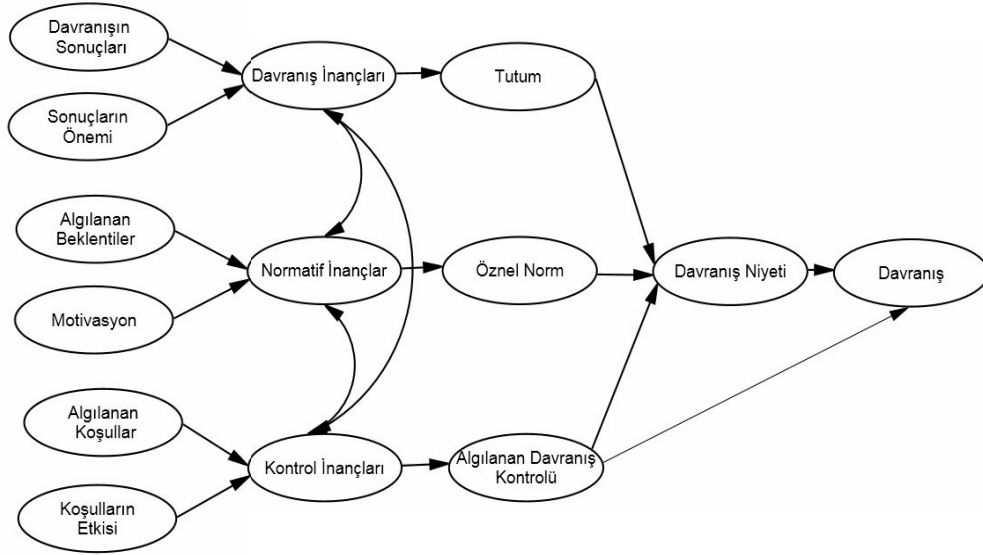 Davranışın
Sonuçları
Davranış İnançları
Tutum
Sonuçların
Önemi
Algılanan
Beklentiler
Normatif İnançlar
Öznel Norm
Davranış Niyeti
Davranış
Motivasyon
Algılanan
Koşullar
Kontrol İnançları
Algılanan Davranış
Kontrolü
Koşulların
Etkisi